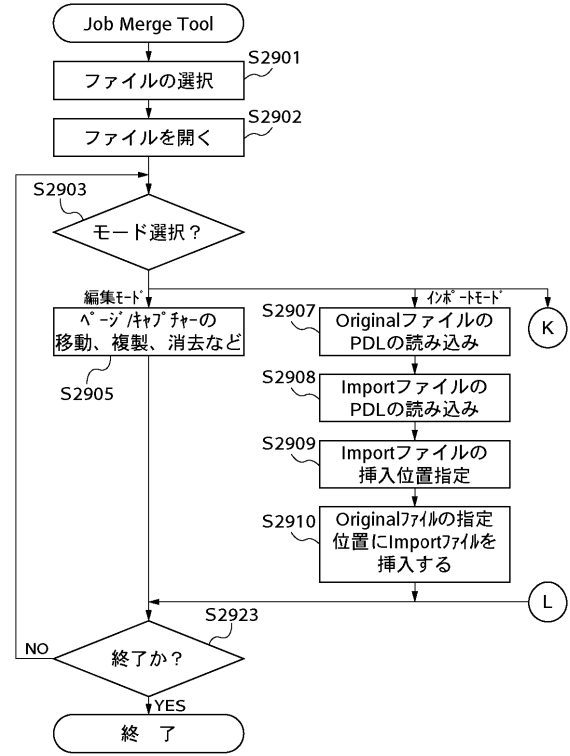 Job Merge Tool
S2901
ファイルの選択
S2902
ファイルを開く
S2903
モード選択？
編集ﾓｰﾄﾞ
ｲﾝﾎﾟｰﾄﾓｰﾄﾞ
ﾍﾟｰｼﾞ/ｷｬﾌﾟﾁｬｰの
移動、複製、消去など
S2905
S2907
Originalファイルの
PDLの読み込み
K
S2908
Importファイルの
PDLの読み込み
S2909
Importファイルの
挿入位置指定
S2910
Originalﾌｧｲﾙの指定
位置にImportﾌｧｲﾙを
挿入する
L
S2923
終了か？
NO
YES
終　了